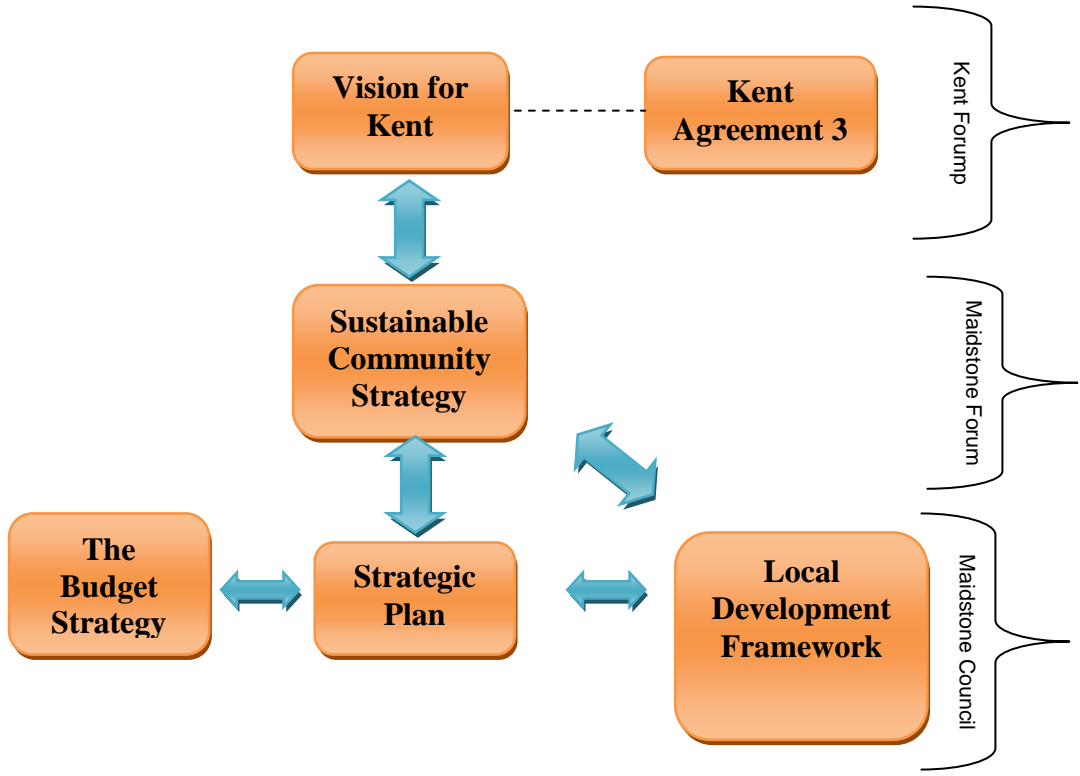 Vision for
Kent
Kent
Agreement 3
Kent Forump
Sustainable
Community
Strategy
Maidstone Forum
The
Budget
Strategy
Strategic
Plan
Local
Development
Framework
Maidstone Council